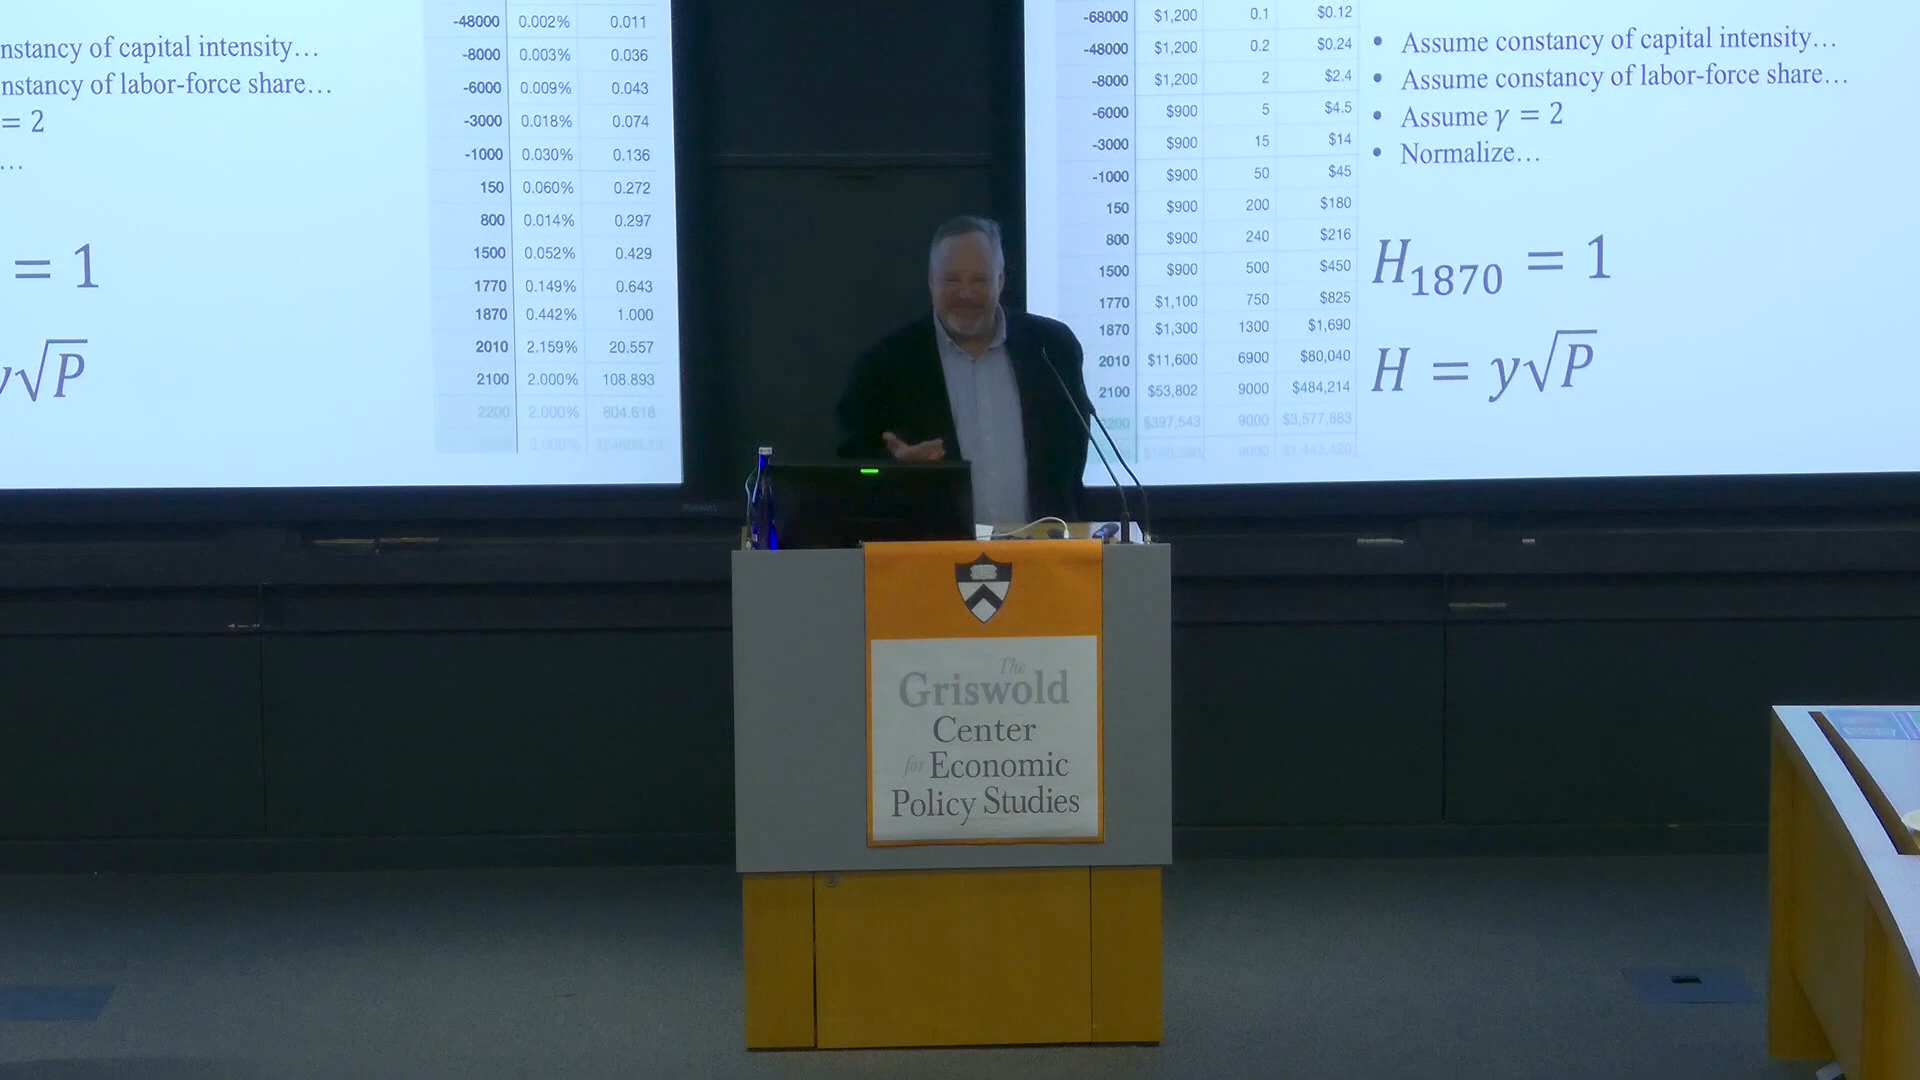 nstancy of capital intensity…
nstancy of labor-force share…
= 2
…
= 1
y√P
-48000 0.002% 0.011
-8000 0.003% 0.036
-6000 0.009% 0.043
-3000 0.018% 0.074
-1000 0.030% 0.136
150 0.060% 0.272
800 0.014% 0.297
1500 0.052% 0.429
1770 0.149% 0.643
1870 0.442% 1.000
2010 2.159% 20.557
2100 2.000% 108.893
2200 2.000% 804.618
-68000 $1,200 0.1 $0.12
-48000 $1,200 0.2 $0.24
-8000 $1,200 2 $2.4
-6000 $900 5 $4.5
-3000 $900 15 $14
-1000 $900 50 $45
150 $900 200 $180
800 $900 240 $216
1500 $900 500 $450
1770 $1,100 750 $825
1870 $1,300 1300 $1,690
2010 $11,600 6900 $80,040
2100 $53,802 9000 $484,214
2200 $397,543 9000 $3,577,883
• Assume constancy of capital intensity…
• Assume constancy of labor-force share…
• Assume γ = 2
• Normalize…
H₁₈₇₀ = 1
H = y√P
The
Griswold
Center
for Economic
Policy Studies